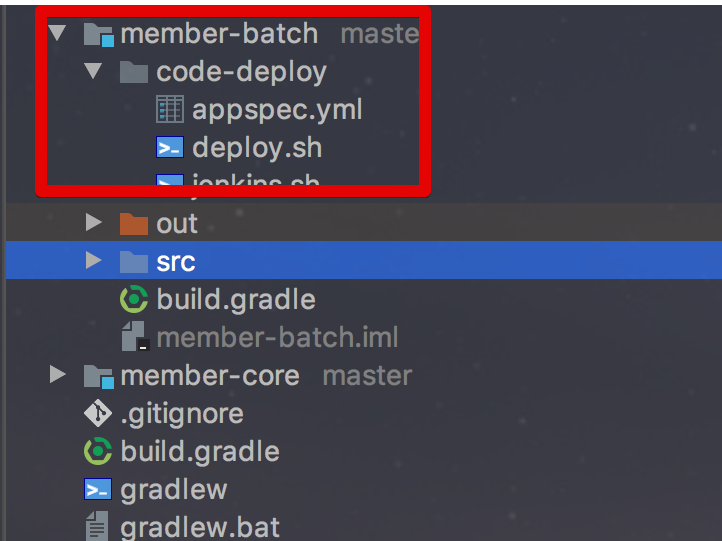 member-batch maste
code-deploy
appspec.yml
deploy.sh
jenkins.sh
out
src
build.gradle
member-batch.iml
member-core master
.gitignore
build.gradle
gradlew
gradlew.bat